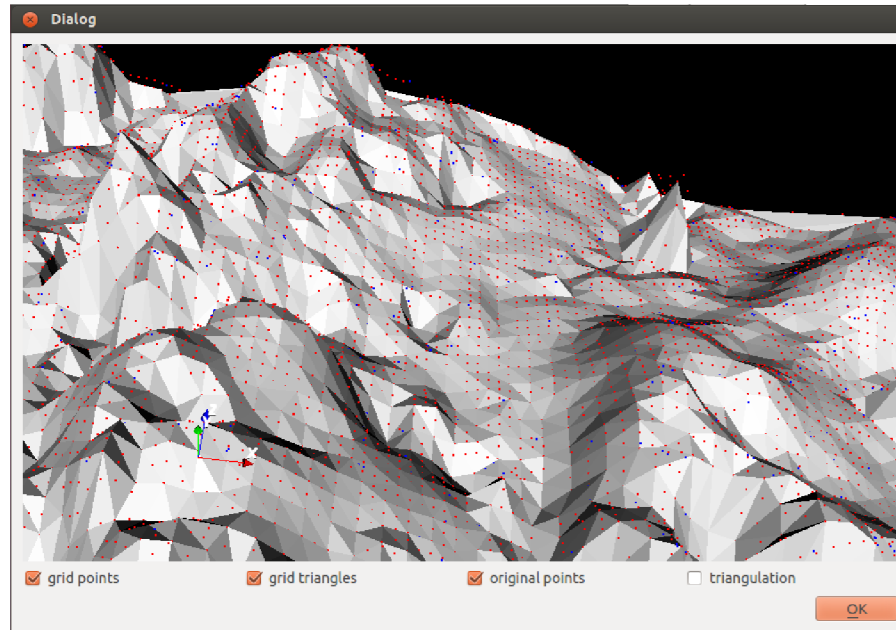 Dialog
grid points
grid triangles
original points
triangulation
OK